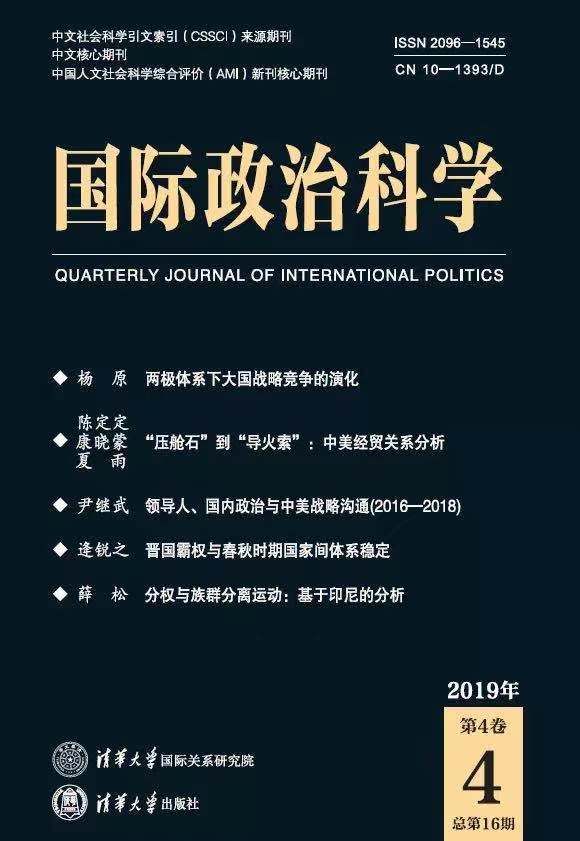 中文社会科学引文索引（CSSCI）来源期刊
中文核心期刊
中国人文社会科学综合评价（AMI）新刊核心期刊
ISSN 2096—1545
CN 10—1393/D
国际政治科学
QUARTERLY JOURNAL OF INTERNATIONAL POLITICS
◆ 杨 原 两极体系下大国战略竞争的演化
陈定定
◆ 康晓蒙 “压舱石”到“导火索”：中美经贸关系分析
夏 雨
◆ 尹继武 领导人、国内政治与中美战略沟通(2016—2018)
◆ 逄锐之 晋国霸权与春秋时期国家间体系稳定
◆ 薛 松 分权与族群分离运动：基于印尼的分析
2019年
第4卷
4
总第16期
清华大学国际关系研究院
清华大学出版社